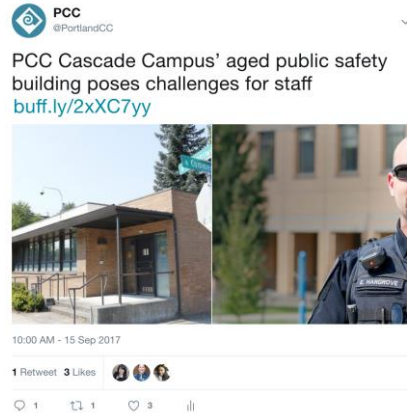 PCC
@PortlandCC
PCC Cascade Campus' aged public safety
building poses challenges for staff
buff.ly/2xXC7yy
E. HARGROVE
10:00 AM - 15 Sep 2017
1 Retweet 3 Likes
1 1 3